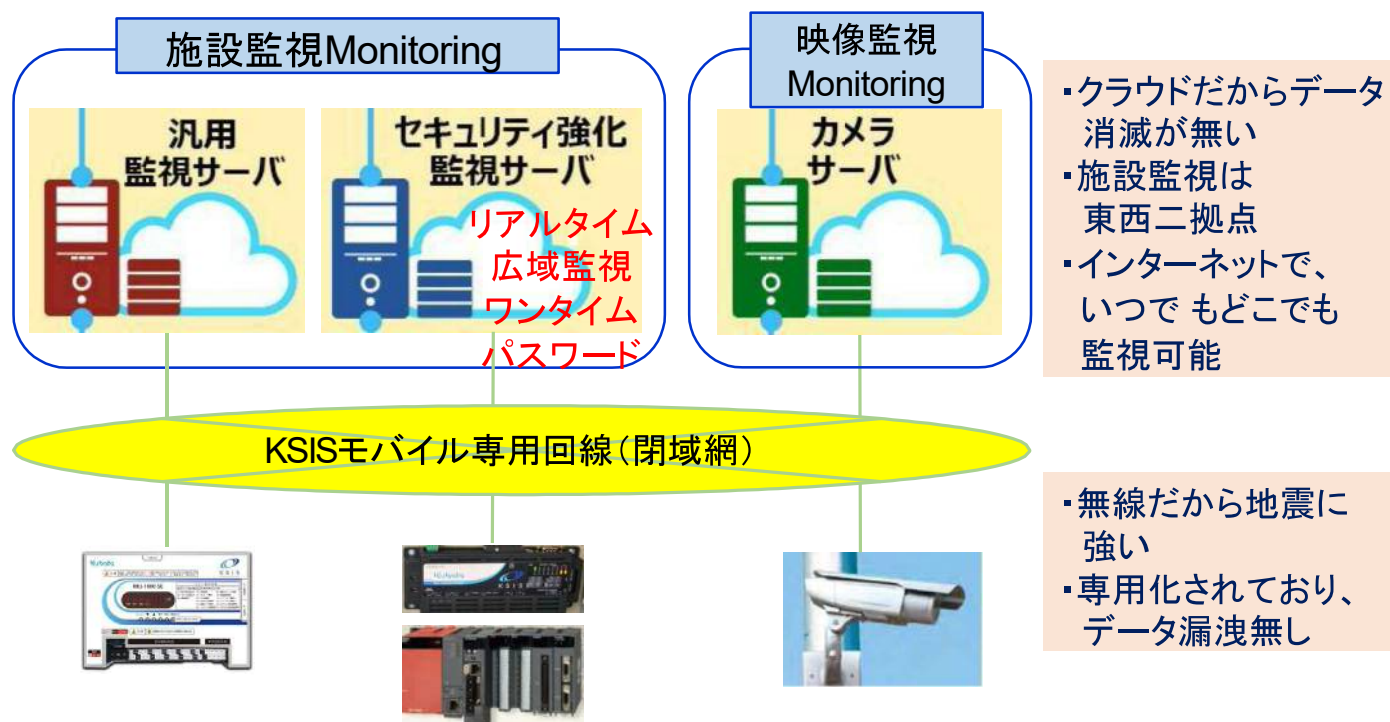 施設監視Monitoring
映像監視
Monitoring
汎用
監視サーバ
セキュリティ強化
監視サーバ
リアルタイム
広域監視
ワンタイム
パスワード
カメラ
サーバ
・クラウドだからデータ
消滅が無い
・施設監視は
東西二拠点
・インターネットで、
いつで もどこでも
監視可能
KSISモバイル専用回線（閉域網）
・無線だから地震に
強い
・専用化されており、
データ漏洩無し
Kubota
KSIS
Kubota
KSIS